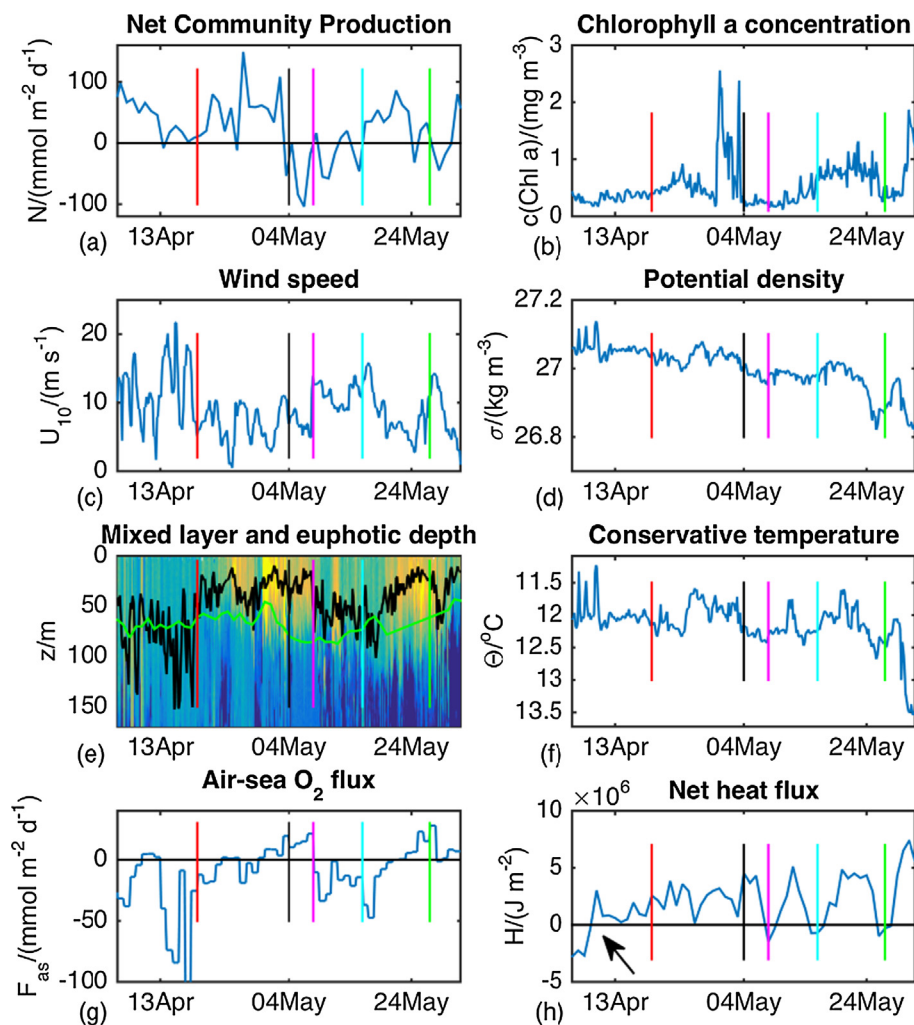 Net Community Production
N/(mmol m-2 d-1)
100
0
-100
13Apr 04May 24May
(a)
Chlorophyll a concentration
c(Chl a)/(mg m-3)
3
2
1
0
13Apr 04May 24May
(b)
Wind speed
U10/(m s-1)
20
10
0
13Apr 04May 24May
(c)
Potential density
σ/(kg m-3)
27.2
27
26.8
13Apr 04May 24May
(d)
Mixed layer and euphotic depth
z/m
0
50
100
150
13Apr 04May 24May
(e)
Conservative temperature
Θ/°C
11.5
12
12.5
13
13.5
13Apr 04May 24May
(f)
Air-sea O2 flux
Fas/(mmol m-2 d-1)
0
-50
-100
13Apr 04May 24May
(g)
Net heat flux
H/(J m-2)
×10^6
10
5
0
-5
13Apr 04May 24May
(h)